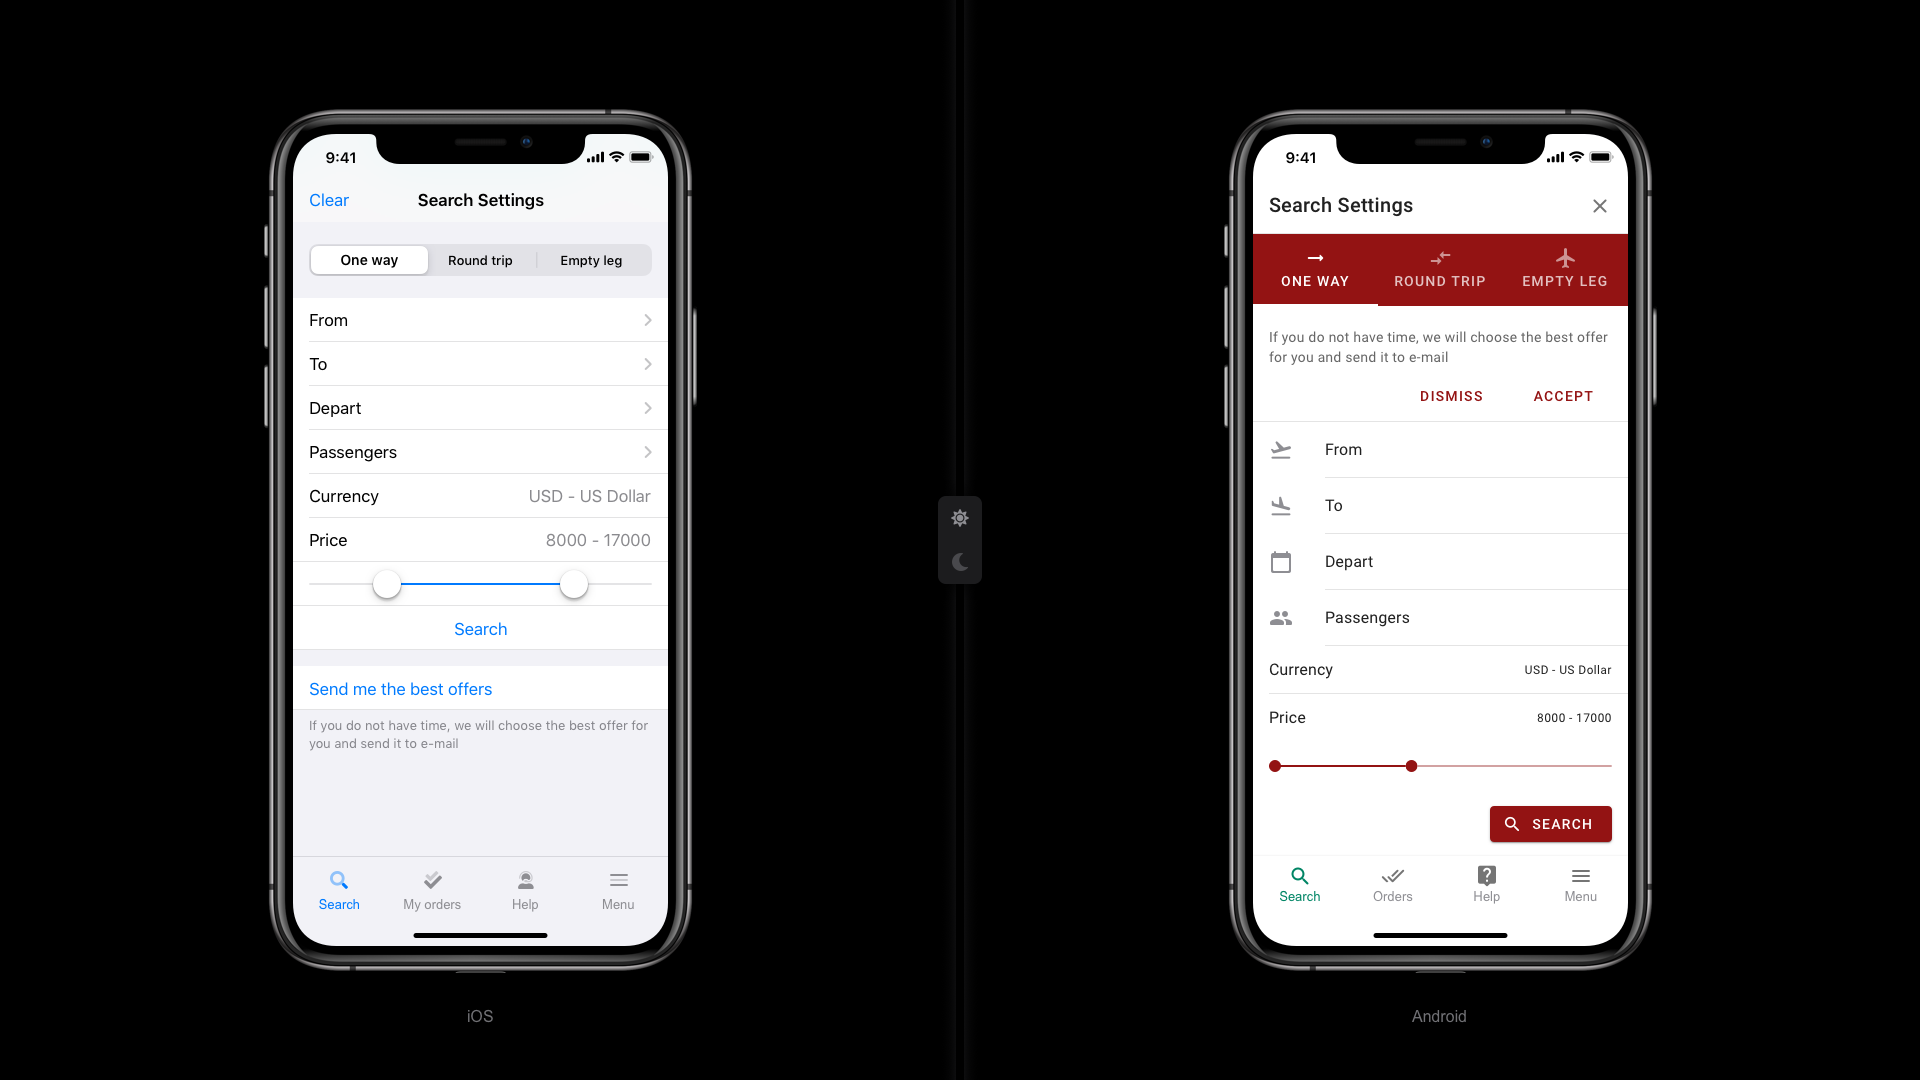 9:41
Clear
Search Settings
One way
Round trip
Empty leg
From
To
Depart
Passengers
Currency
USD - US Dollar
Price
8000 - 17000
Search
Send me the best offers
If you do not have time, we will choose the best offer for
you and send it to e-mail
Search
My orders
Help
Menu
iOS
9:41
Search Settings
ONE WAY
ROUND TRIP
EMPTY LEG
If you do not have time, we will choose the best offer
for you and send it to e-mail
DISMISS
ACCEPT
From
To
Depart
Passengers
Currency
USD - US Dollar
Price
8000 - 17000
SEARCH
Search
Orders
Help
Menu
Android